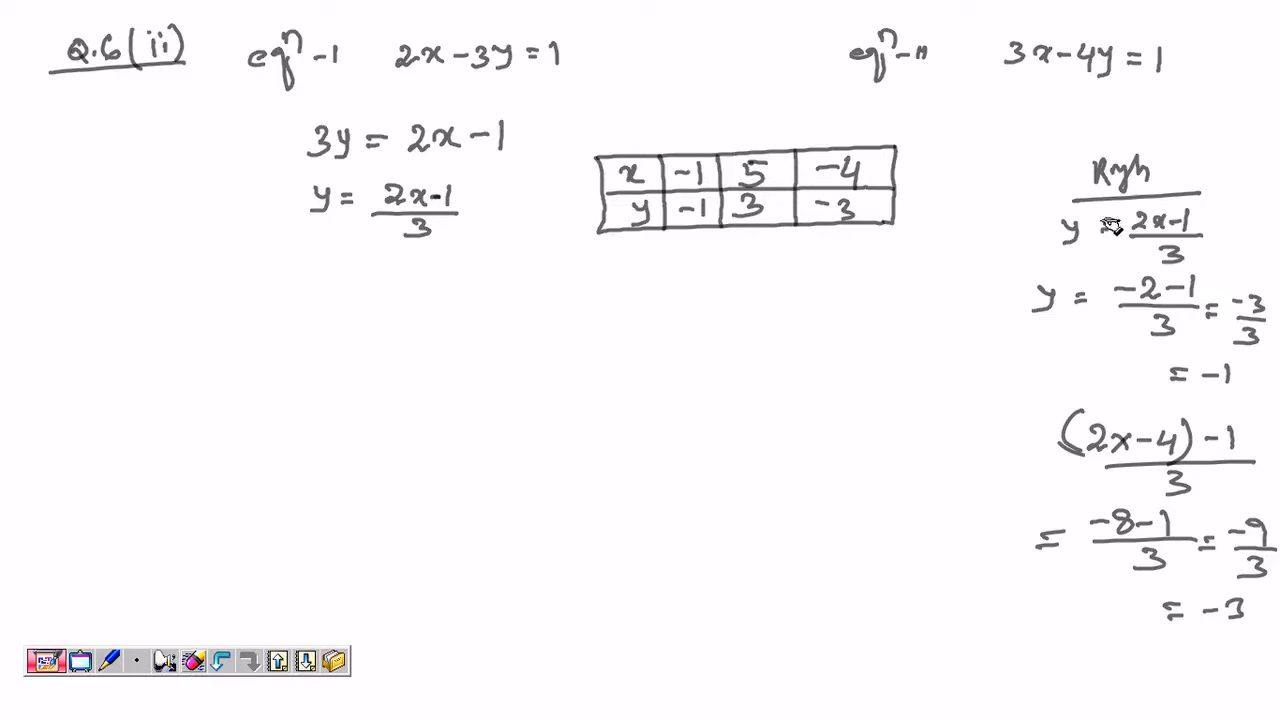 Q.6(ii) eqⁿ-1 2x-3y=1 eqⁿ-11 3x-4y=1
3y = 2x-1
y = 2x-1/3
x -1 5 -4
y -1 3 -3
Rgh
y = 2x-1/3
y = -2-1/3 = -3/3
= -1
(2x-4)-1/3
= -8-1/3 = -9/3
= -3